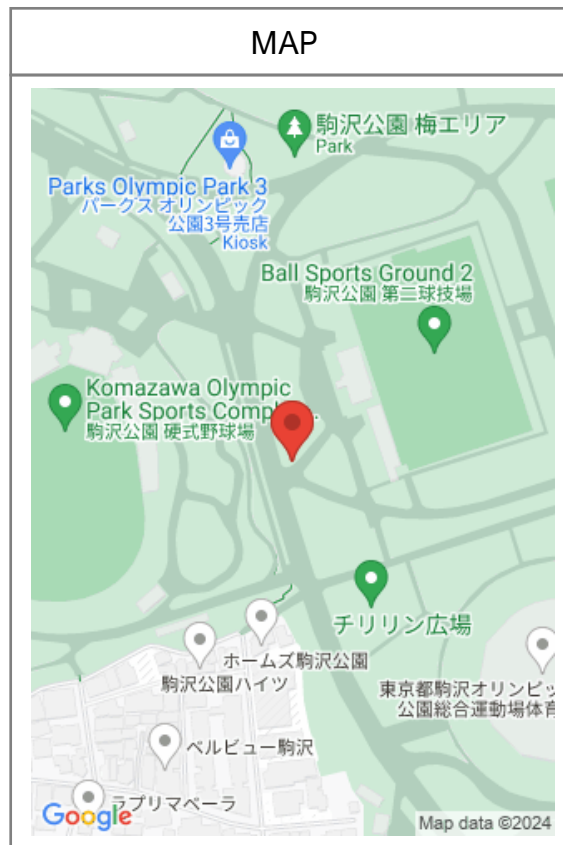 MAP
駒沢公園 梅エリア
Park
Parks Olympic Park 3
パークス オリンピック
公園3号売店
Kiosk
Ball Sports Ground 2
駒沢公園 第二球技場
Komazawa Olympic
Park Sports Compl...
駒沢公園 硬式野球場
チリリン広場
ホームズ駒沢公園
駒沢公園ハイツ
東京都駒沢オリンピッ
公園総合運動場体育
ベルビュー駒沢
ラプリマベーラ
Google
Map data ©2024